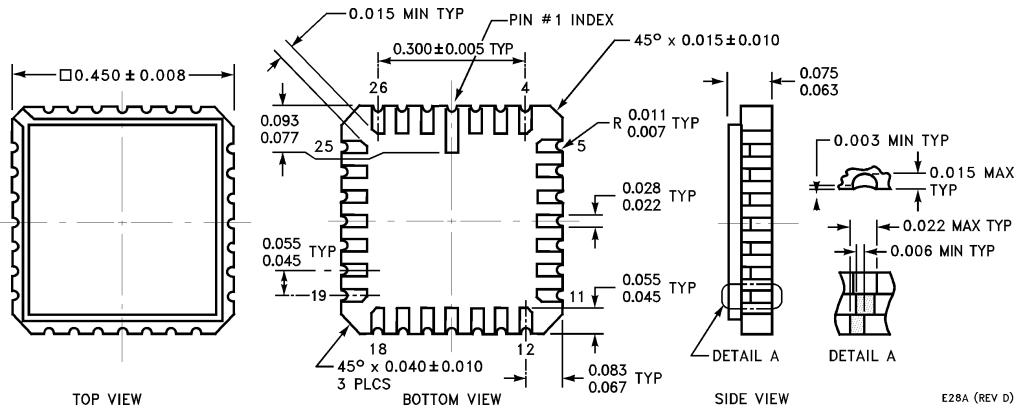 0.015 MIN TYP
PIN #1 INDEX
0.300±0.005 TYP
45° x 0.015±0.010
□0.450±0.008
26
4
0.075
0.063
0.093
0.077
R 0.011
0.007 TYP
25
5
0.003 MIN TYP
0.015 MAX
TYP
0.028
0.022 TYP
0.022 MAX TYP
0.006 MIN TYP
0.055
0.045 TYP
19
11
0.055
0.045 TYP
18
12
45° x 0.040±0.010
3 PLCS
0.083
0.067 TYP
DETAIL A
DETAIL A
TOP VIEW
BOTTOM VIEW
SIDE VIEW
E28A (REV D)